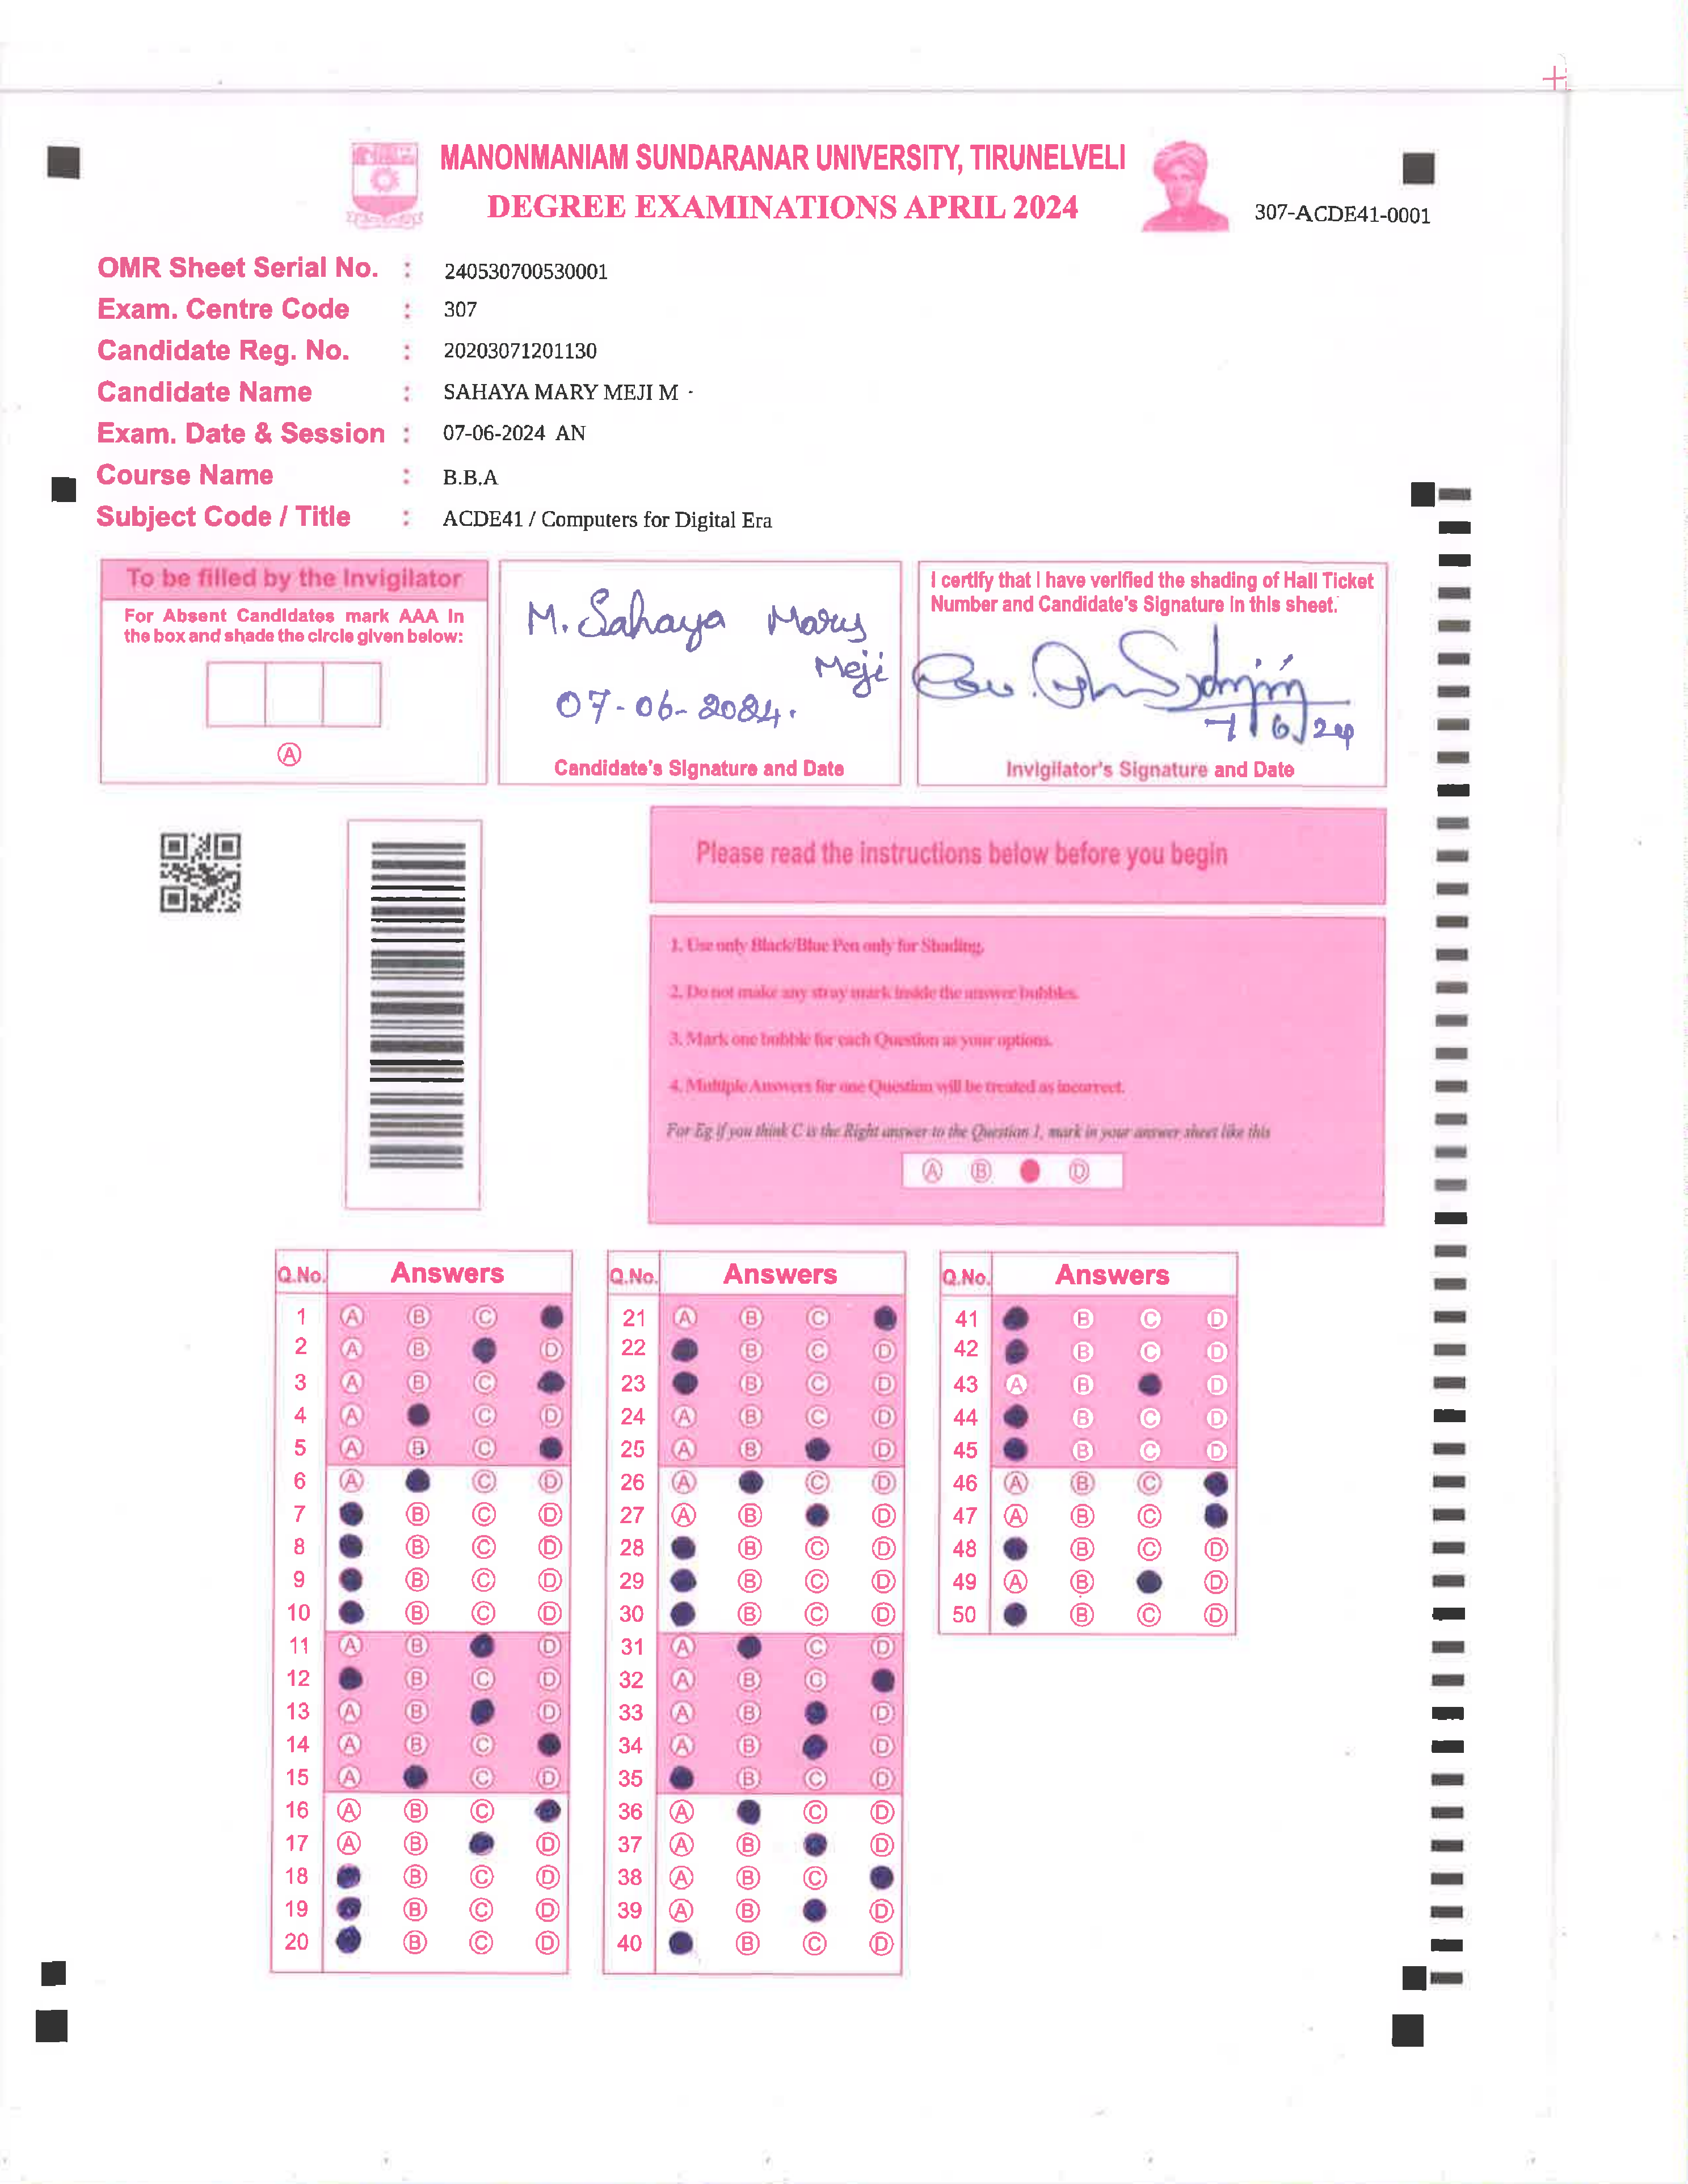 MANONMANIAM SUNDARANAR UNIVERSITY, TIRUNELVELI
DEGREE EXAMINATIONS APRIL 2024
307-ACDE41-0001
OMR Sheet Serial No. : 240530700530001
Exam. Centre Code : 307
Candidate Reg. No. : 20203071201130
Candidate Name : SAHAYA MARY MEJI M -
Exam. Date & Session : 07-06-2024 AN
Course Name : B.B.A
Subject Code / Title : ACDE41 / Computers for Digital Era
To be filled by the Invigilator
For Absent Candidates mark AAA in
the box and shade the circle given below:
A
M. Sahaya Mary
Meji
07-06-2024.
Candidate's Signature and Date
I certify that I have verified the shading of Hall Ticket
Number and Candidate's Signature in this sheet.
7/6/24
Invigilator's Signature and Date
Please read the instructions below before you begin
1. Use only Black/Blue Pen only for Shading.
2. Do not make any stray mark inside the answer bubbles.
3. Mark one bubble for each Question as your options.
4. Multiple Answers for one Question will be treated as incorrect.
For Eg if you think C is the Right answer to the Question 1, mark in your answer sheet like this
A B D
Q.No. Answers
1 A B C
2 A B D
3 A B C
4 A C D
5 A B C
6 A C D
7 B C D
8 B C D
9 B C D
10 B C D
11 A B D
12 B C D
13 A B D
14 A B C
15 A C D
16 A B C
17 A B D
18 B C D
19 B C D
20 B C D
Q.No. Answers
21 A B C
22 B C D
23 B C D
24 A B C D
25 A B D
26 A C D
27 A B D
28 B C D
29 B C D
30 B C D
31 A C D
32 A B C
33 A B D
34 A B D
35 B C D
36 A C D
37 A B D
38 A B C
39 A B D
40 B C D
Q.No. Answers
41 B C D
42 B C D
43 A B D
44 B C D
45 B C D
46 A B C
47 A B C
48 B C D
49 A B D
50 B C D